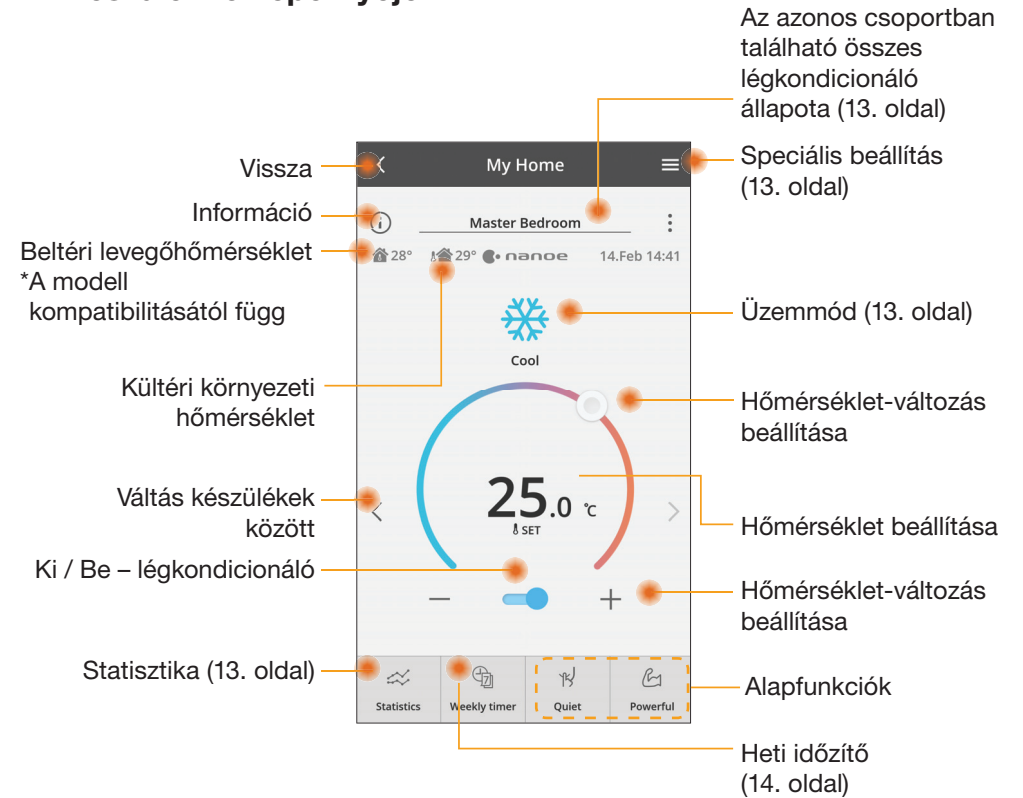 Az azonos csoportban
található összes
légkondicionáló
állapota (13. oldal)
Speciális beállítás
(13. oldal)
Vissza
Információ
Beltéri levegőhőmérséklet
*A modell
kompatibilitásától függ
Kültéri környezeti
hőmérséklet
Váltás készülékek
között
Ki / Be – légkondicionáló
Statisztika (13. oldal)
My Home
Master Bedroom
28° 29° nanoe 14.Feb 14:41
Cool
25.0 °C
SET
Statistics
Weekly timer
Quiet
Powerful
Üzemmód (13. oldal)
Hőmérséklet-változás
beállítása
Hőmérséklet beállítása
Hőmérséklet-változás
beállítása
Alapfunkciók
Heti időzítő
(14. oldal)